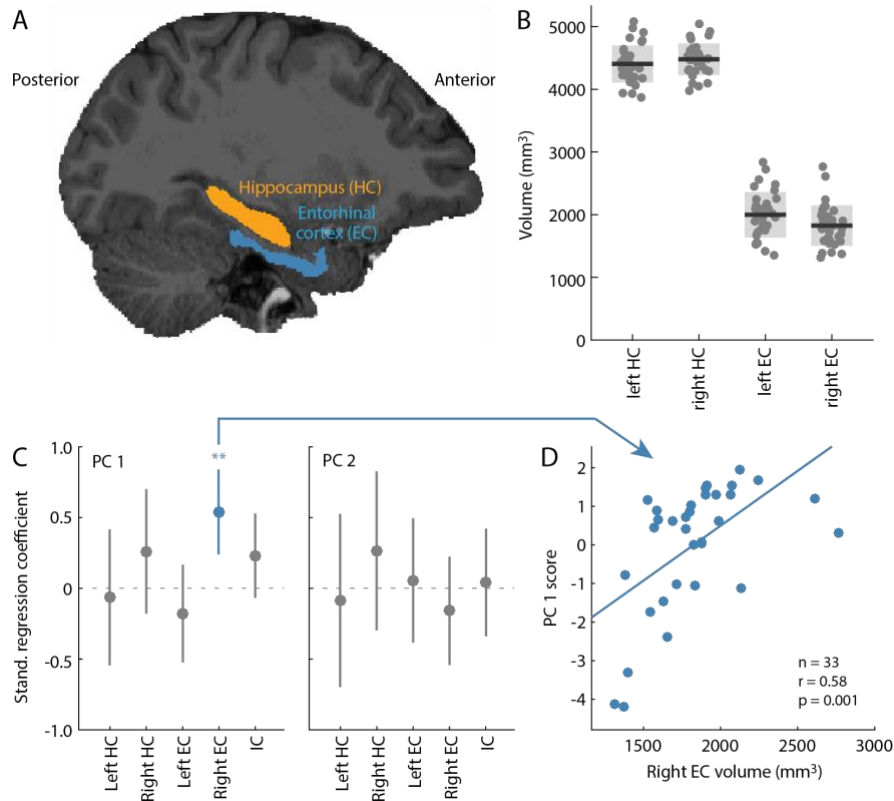 A
Posterior
Anterior
Hippocampus (HC)
Entorhinal
cortex (EC)
B
Volume (mm³)
5000
4000
3000
2000
1000
0
left HC
right HC
left EC
right EC
C
Stand. regression coefficient
1.0
0.5
0
-0.5
-1.0
PC 1
**
Left HC
Right HC
Left EC
Right EC
IC
PC 2
Left HC
Right HC
Left EC
Right EC
IC
D
PC 1 score
2
1
0
-1
-2
-3
-4
n = 33
r = 0.58
p = 0.001
1500
2000
2500
3000
Right EC volume (mm³)